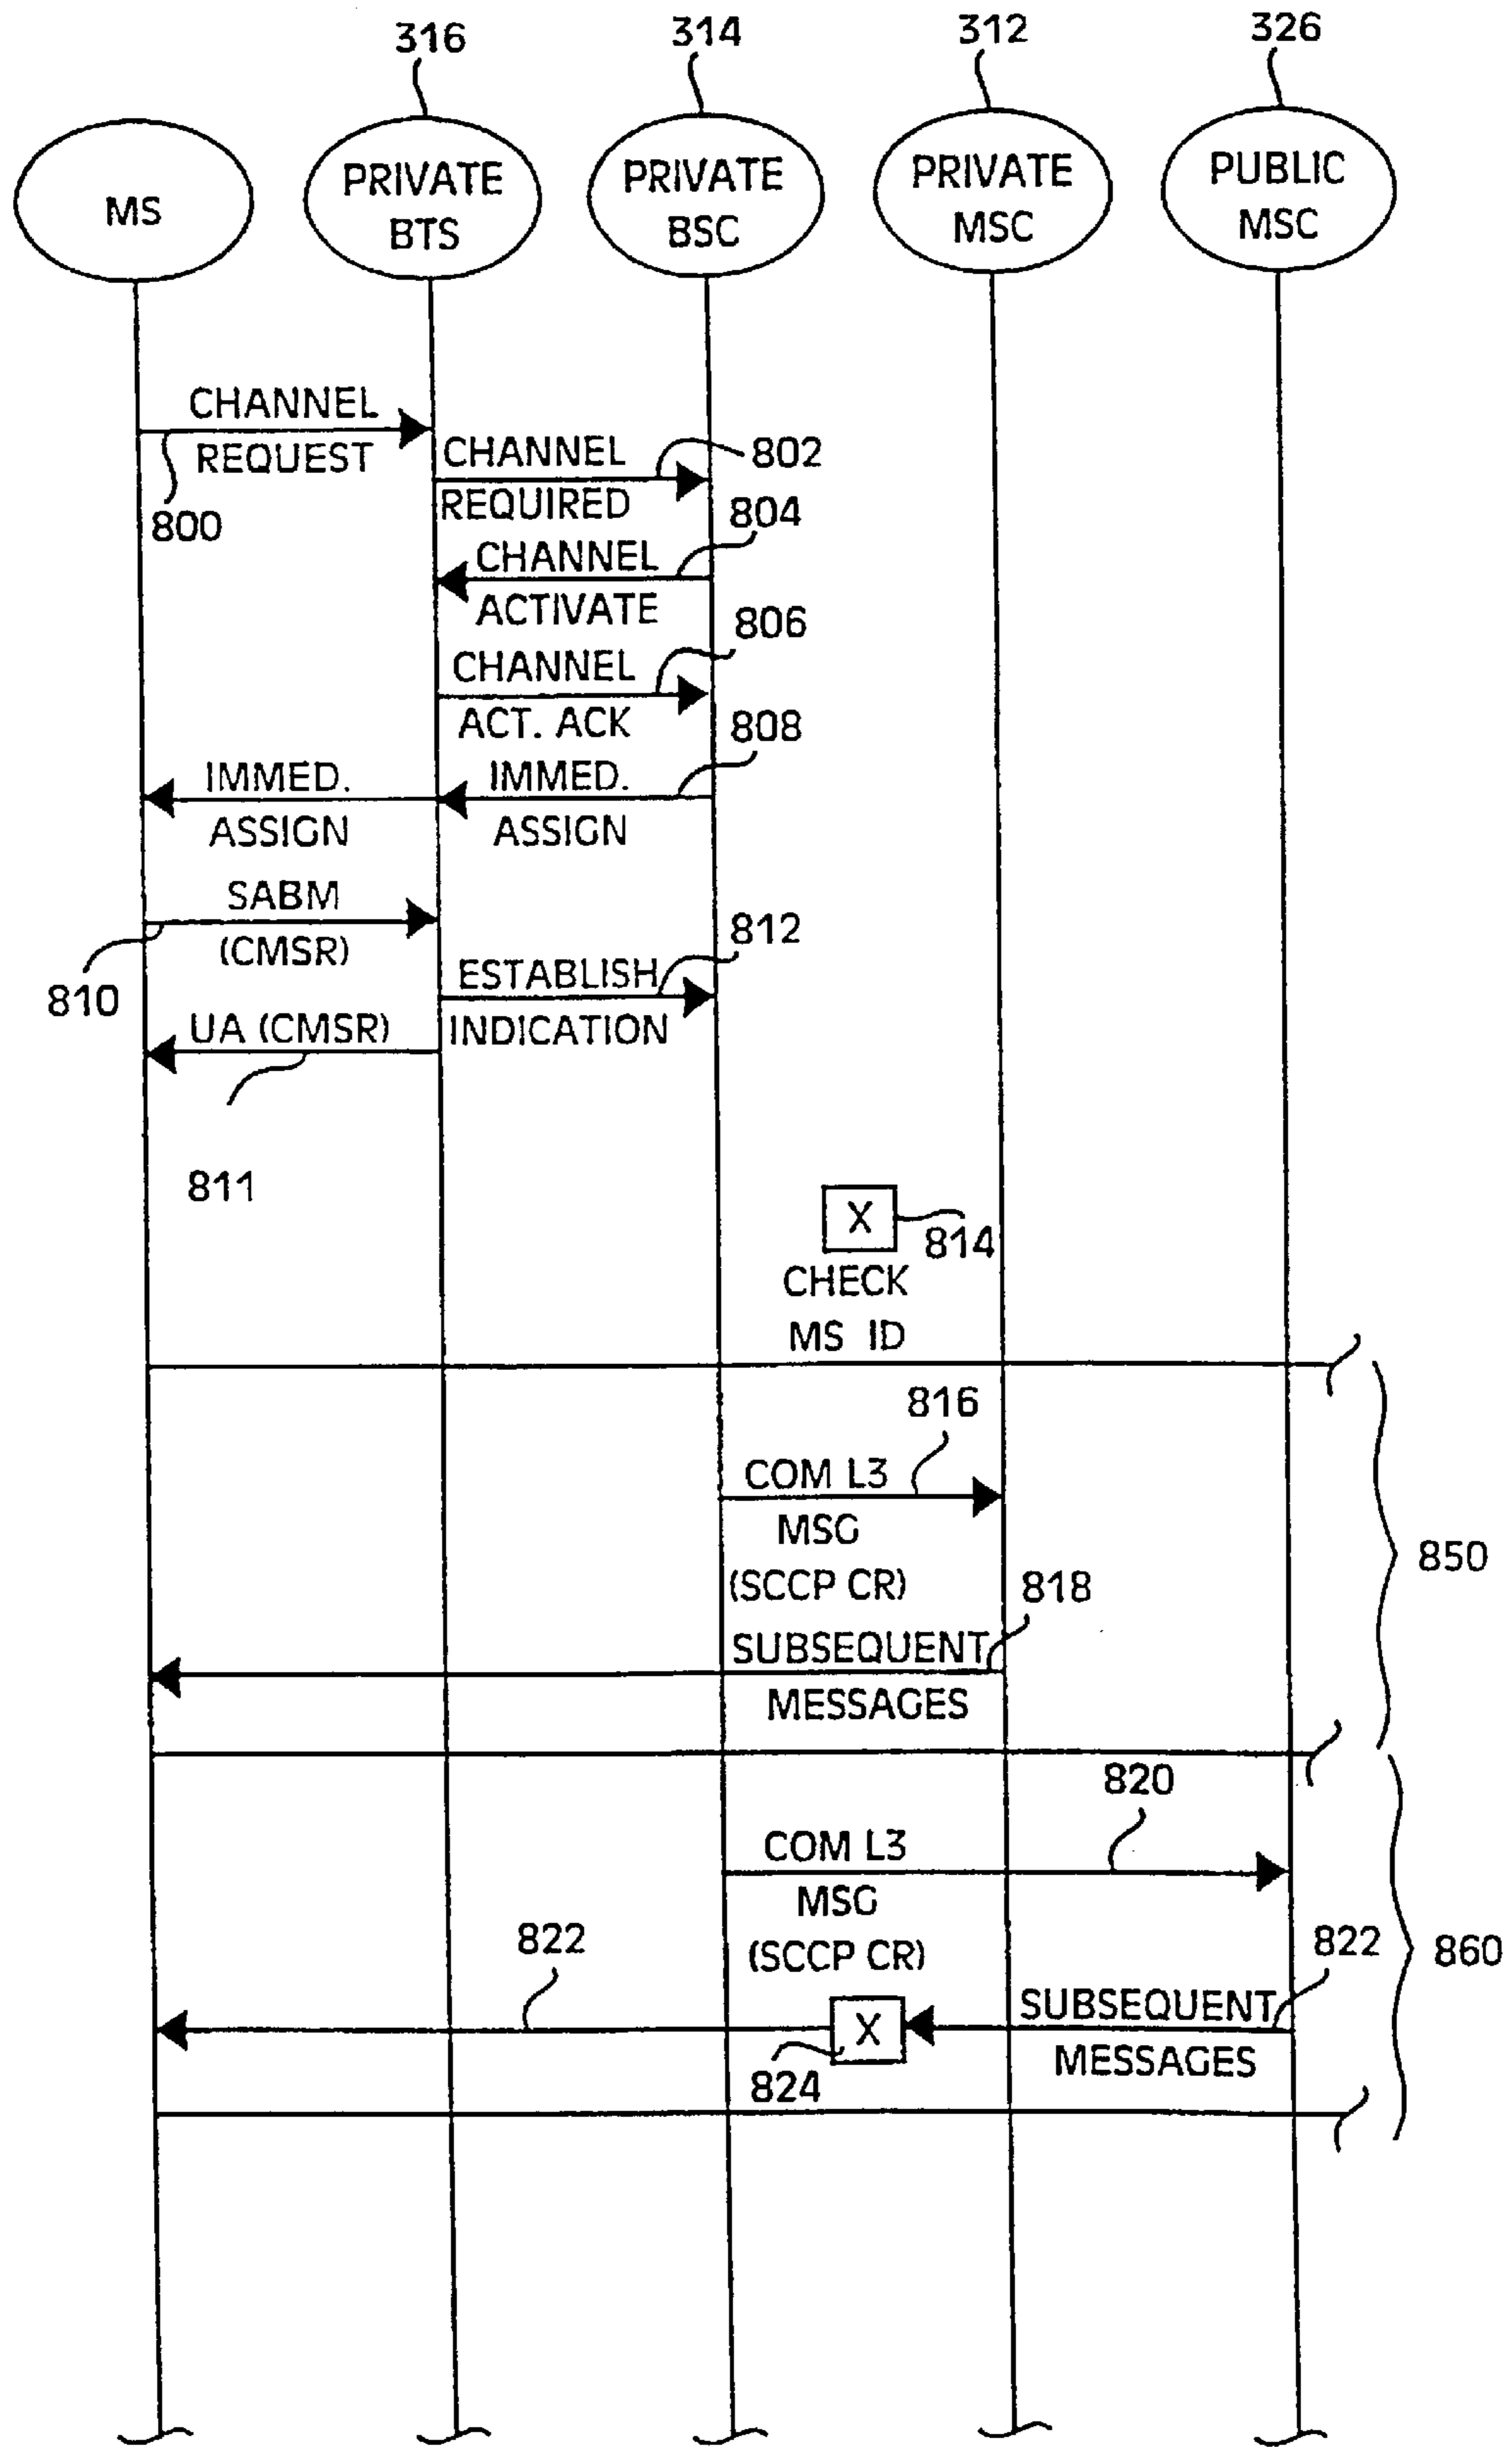 316
314
312
326
MS
PRIVATE
BTS
PRIVATE
BSC
PRIVATE
MSC
PUBLIC
MSC
CHANNEL
REQUEST
800
CHANNEL
REQUIRED
802
804
CHANNEL
ACTIVATE
806
CHANNEL
ACT. ACK
808
IMMED.
ASSIGN
IMMED.
ASSIGN
SABM
(CMSR)
810
812
ESTABLISH
INDICATION
UA (CMSR)
811
X
814
CHECK
MS ID
816
COM L3
MSG
(SCCP CR)
850
818
SUBSEQUENT
MESSAGES
820
COM L3
MSG
(SCCP CR)
822
822
860
SUBSEQUENT
MESSAGES
X
824